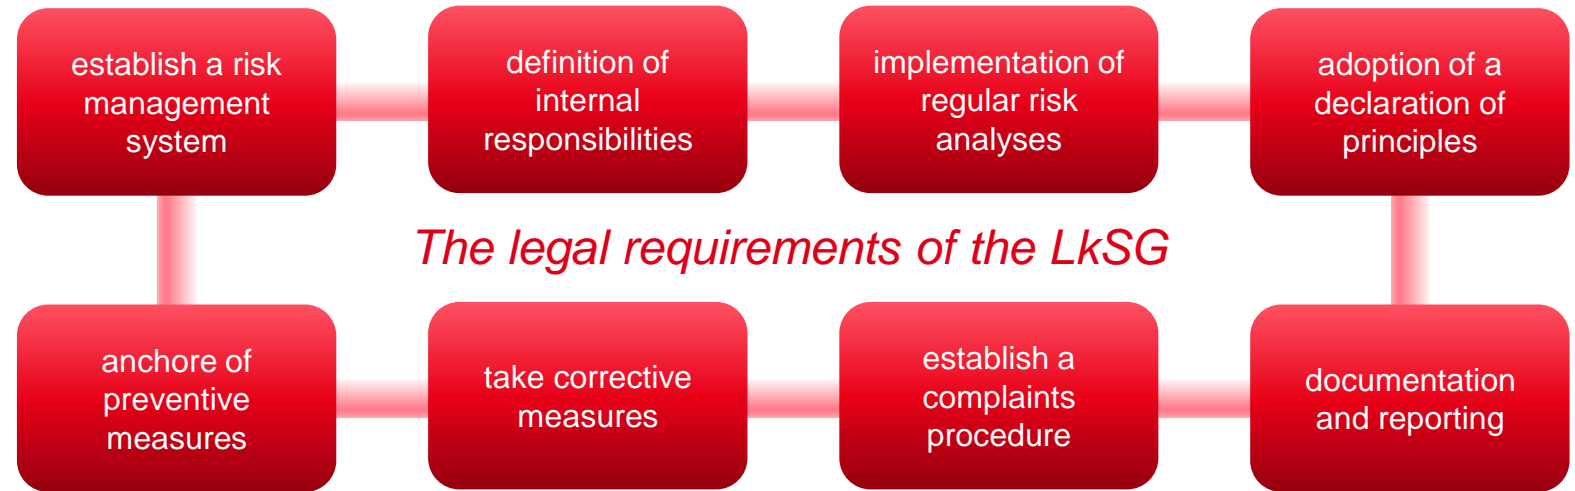 establish a risk
management
system
definition of
internal
responsibilities
implementation of
regular risk
analyses
adoption of a
declaration of
principles
The legal requirements of the LkSG
anchore of
preventive
measures
take corrective
measures
establish a
complaints
procedure
documentation
and reporting